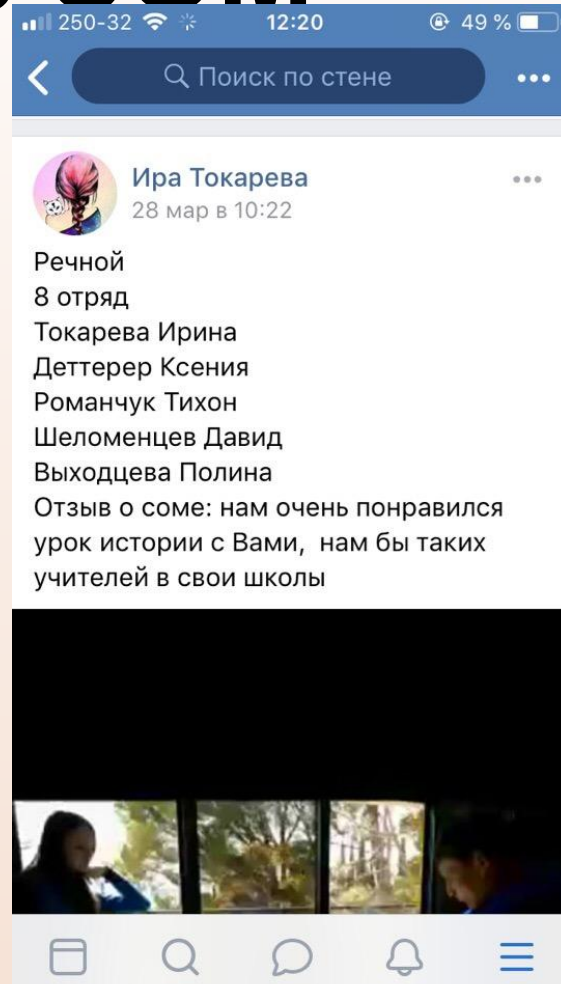 250-32 12:20 49 %
Поиск по стене
Ира Токарева
28 мар в 10:22
Речной
8 отряд
Токарева Ирина
Деттерер Ксения
Романчук Тихон
Шеломенцев Давид
Выходцева Полина
Отзыв о соме: нам очень понравился
урок истории с Вами, нам бы таких
учителей в свои школы